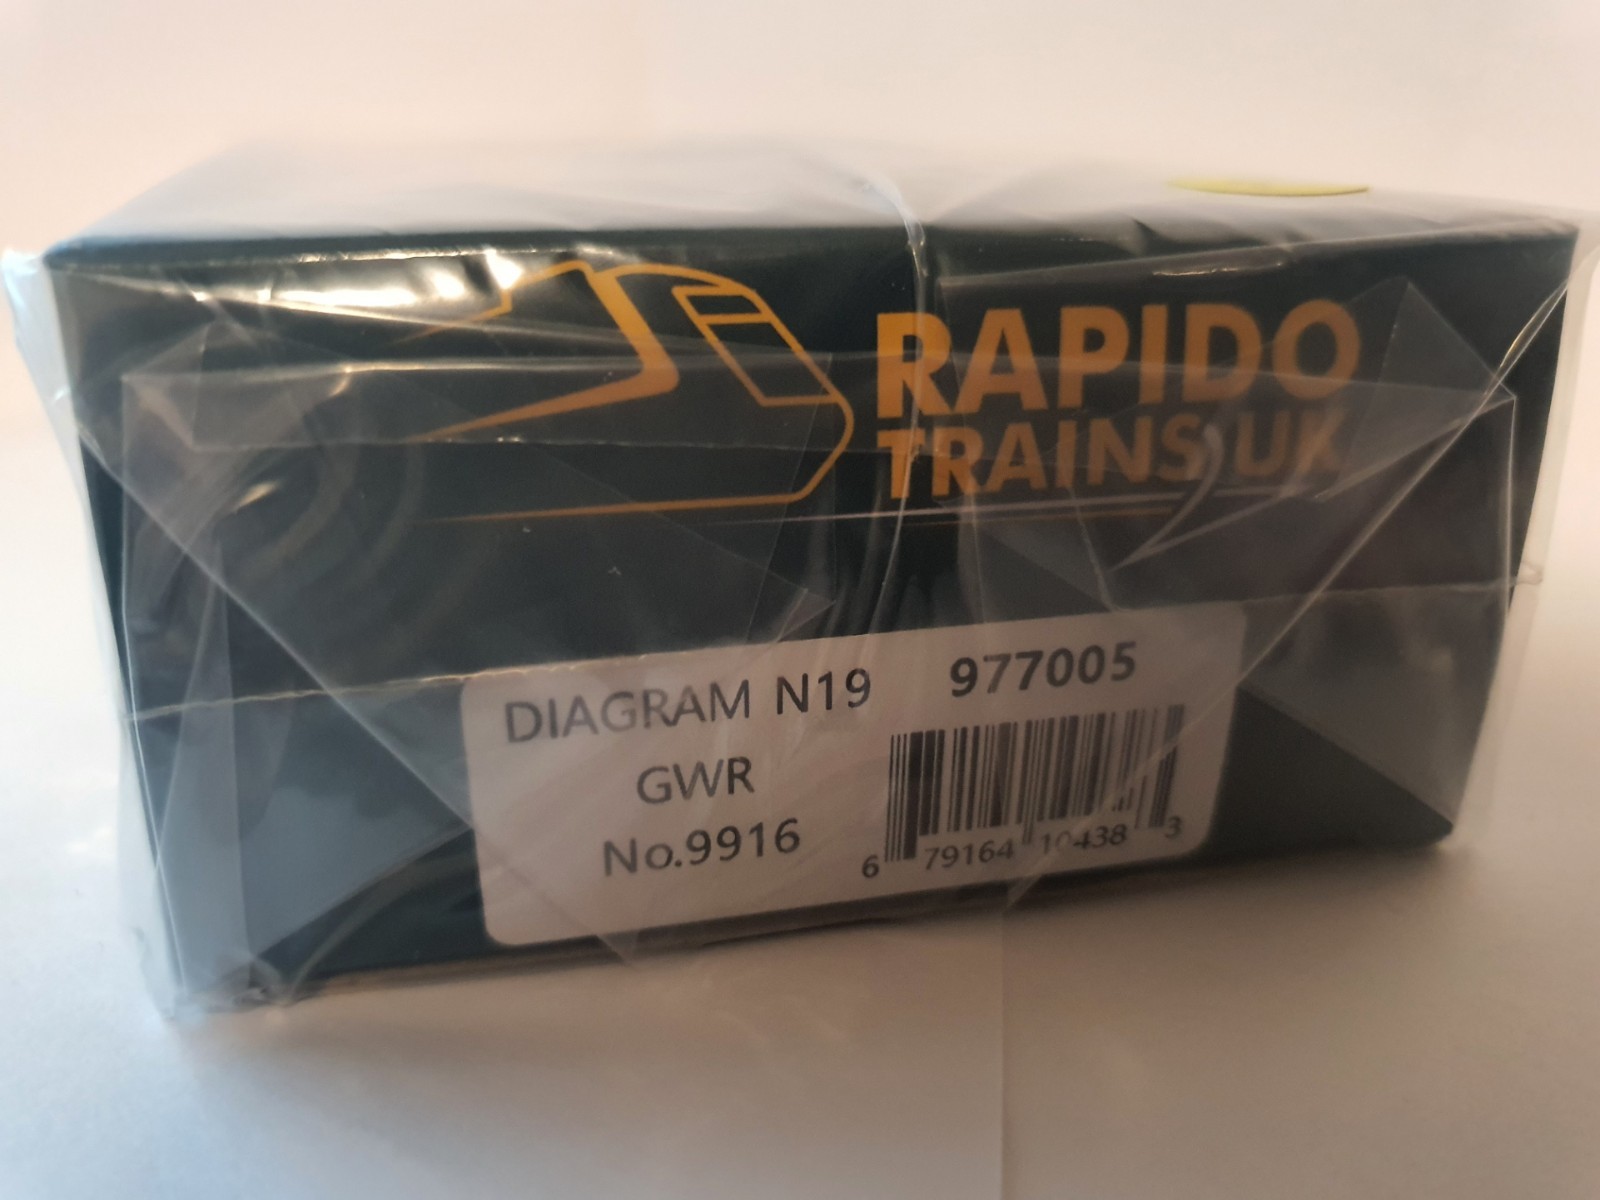 RAPIDO
TRAINS UK
DIAGRAM N19 977005
GWR
No.9916
6 79164 10438 3